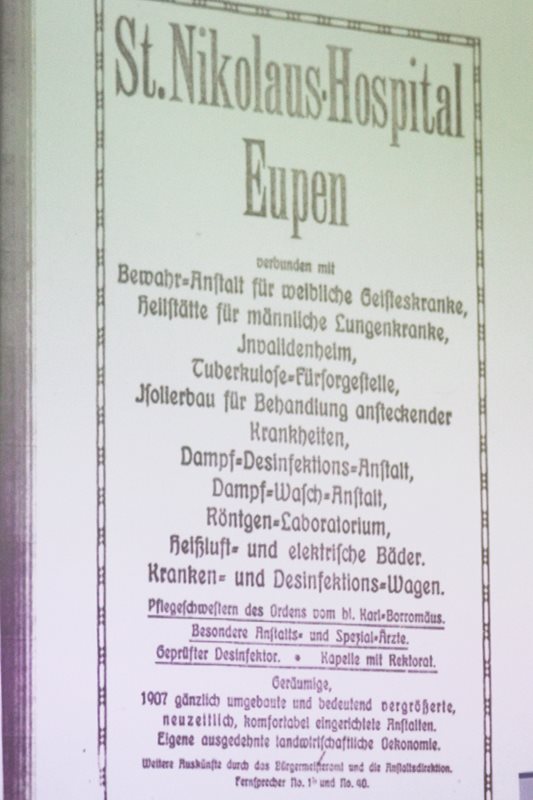 St. Nikolaus-Hospital
Eupen
verbunden mit
Bewahr=Anſtalt für weibliche Geiſteskranke,
Heilſtätte für männliche Lungenkranke,
Invalidenheim,
Tuberkuloſe=Fürſorgeſtelle,
Iſolierbau für Behandlung anſteckender
Krankheiten,
Dampf=Desinfektions=Anſtalt,
Dampf=Waſch=Anſtalt,
Röntgen=Laboratorium,
Heißluft= und elektriſche Bäder.
Kranken= und Desinfektions=Wagen.
Pflegeſchweſtern des Ordens vom hl. Karl=Borromäus.
Beſondere Anſtalts= und Spezial=Ärzte.
Geprüfter Desinfektor. • Kapelle mit Rektorat.
Geräumige,
1907 gänzlich umgebaute und bedeutend vergrößerte,
neuzeitlich, komfortabel eingerichtete Anſtalten.
Eigene ausgedehnte landwirtſchaftliche Oekonomie.
Weitere Auskünfte durch das Bürgermeiſteramt und die Anſtaltsdirektion.
Fernſprecher No. und No. 40.